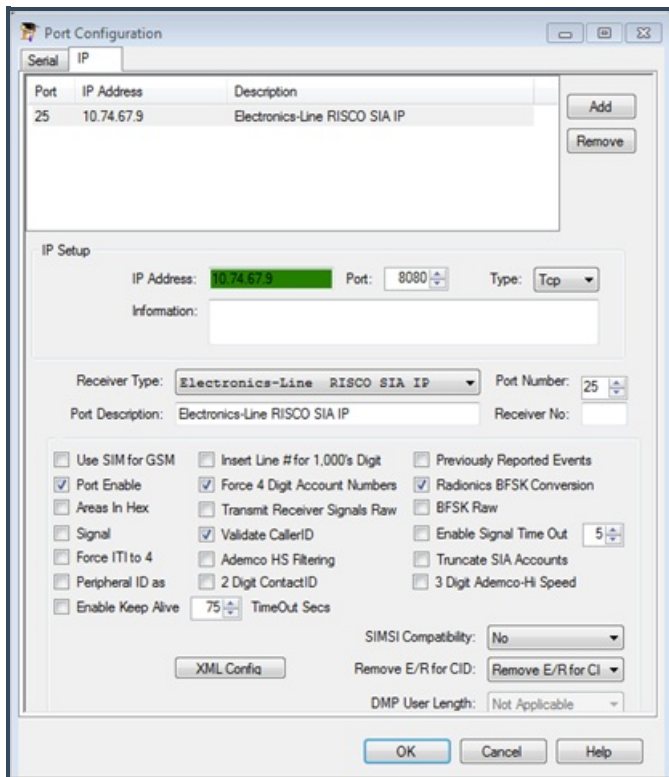 Port Configuration
Serial IP
Port IP Address Description
25 10.74.67.9 Electronics-Line RISCO SIA IP
Add
Remove
IP Setup
IP Address: 10.74.67.9 Port: 8080 Type: Tcp
Information:
Receiver Type: Electronics-Line RISCO SIA IP Port Number: 25
Port Description: Electronics-Line RISCO SIA IP Receiver No:
Use SIM for GSM Insert Line # for 1,000's Digit Previously Reported Events
Port Enable Force 4 Digit Account Numbers Radionics BFSK Conversion
Areas In Hex Transmit Receiver Signals Raw BFSK Raw
Signal Validate CallerID Enable Signal Time Out 5
Force ITI to 4 Ademco HS Filtering Truncate SIA Accounts
Peripheral ID as 2 Digit ContactID 3 Digit Ademco-Hi Speed
Enable Keep Alive 75 TimeOut Secs
SIMSI Compatibility: No
XML Config Remove E/R for CID: Remove E/R for CI
DMP User Length: Not Applicable
OK Cancel Help